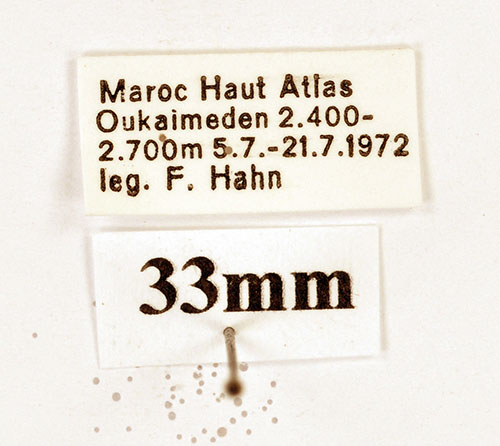 Maroc Haut Atlas
Oukaimeden 2.400-
2.700m 5.7.-21.7.1972
leg. F. Hahn
33mm